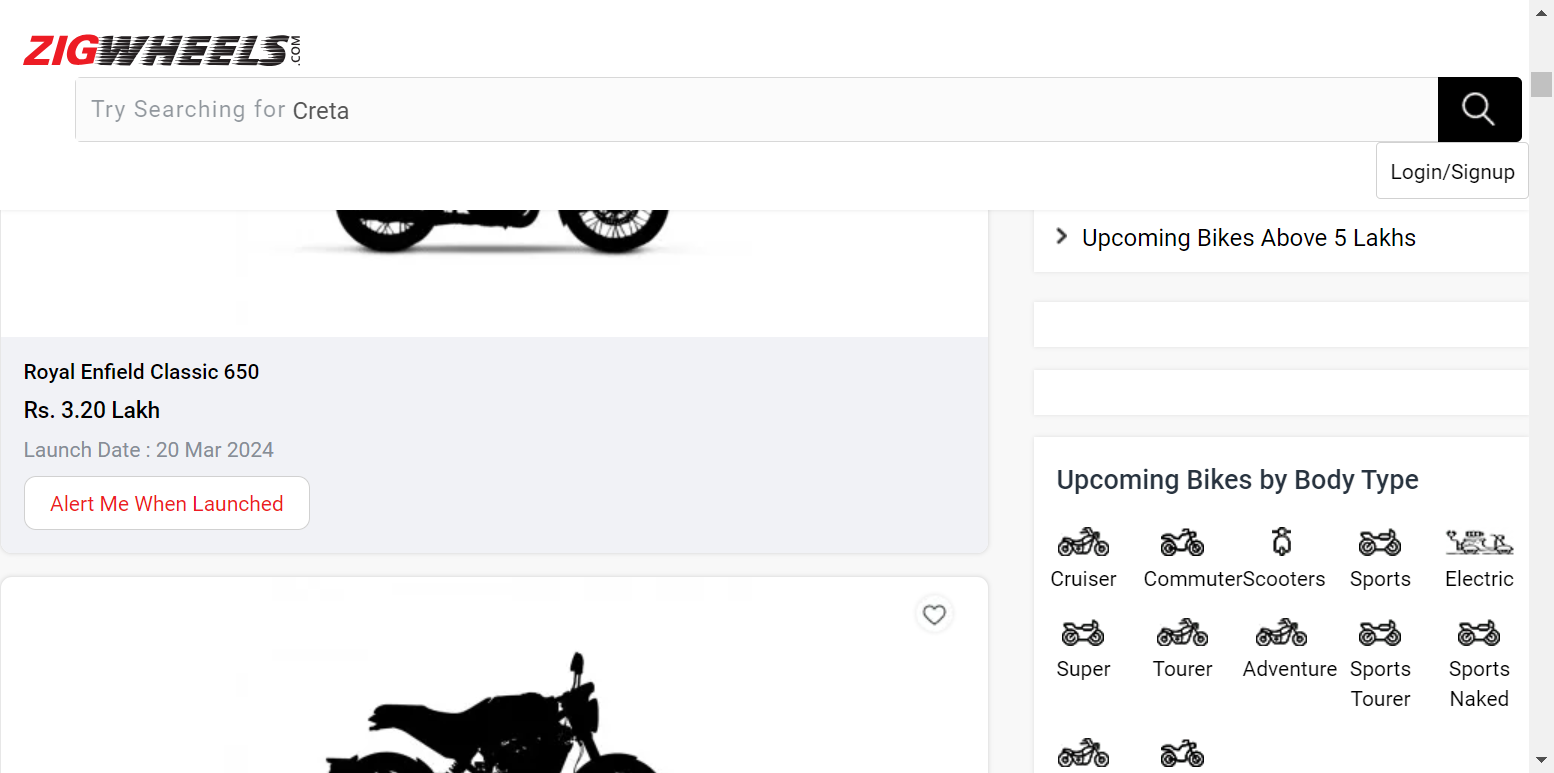 ZIGWHEELS.COM
Try Searching for Creta
Login/Signup
Upcoming Bikes Above 5 Lakhs
Royal Enfield Classic 650
Rs. 3.20 Lakh
Launch Date : 20 Mar 2024
Alert Me When Launched
Upcoming Bikes by Body Type
Cruiser
Commuter
Scooters
Sports
Electric
Super
Tourer
Adventure
Sports
Tourer
Sports
Naked